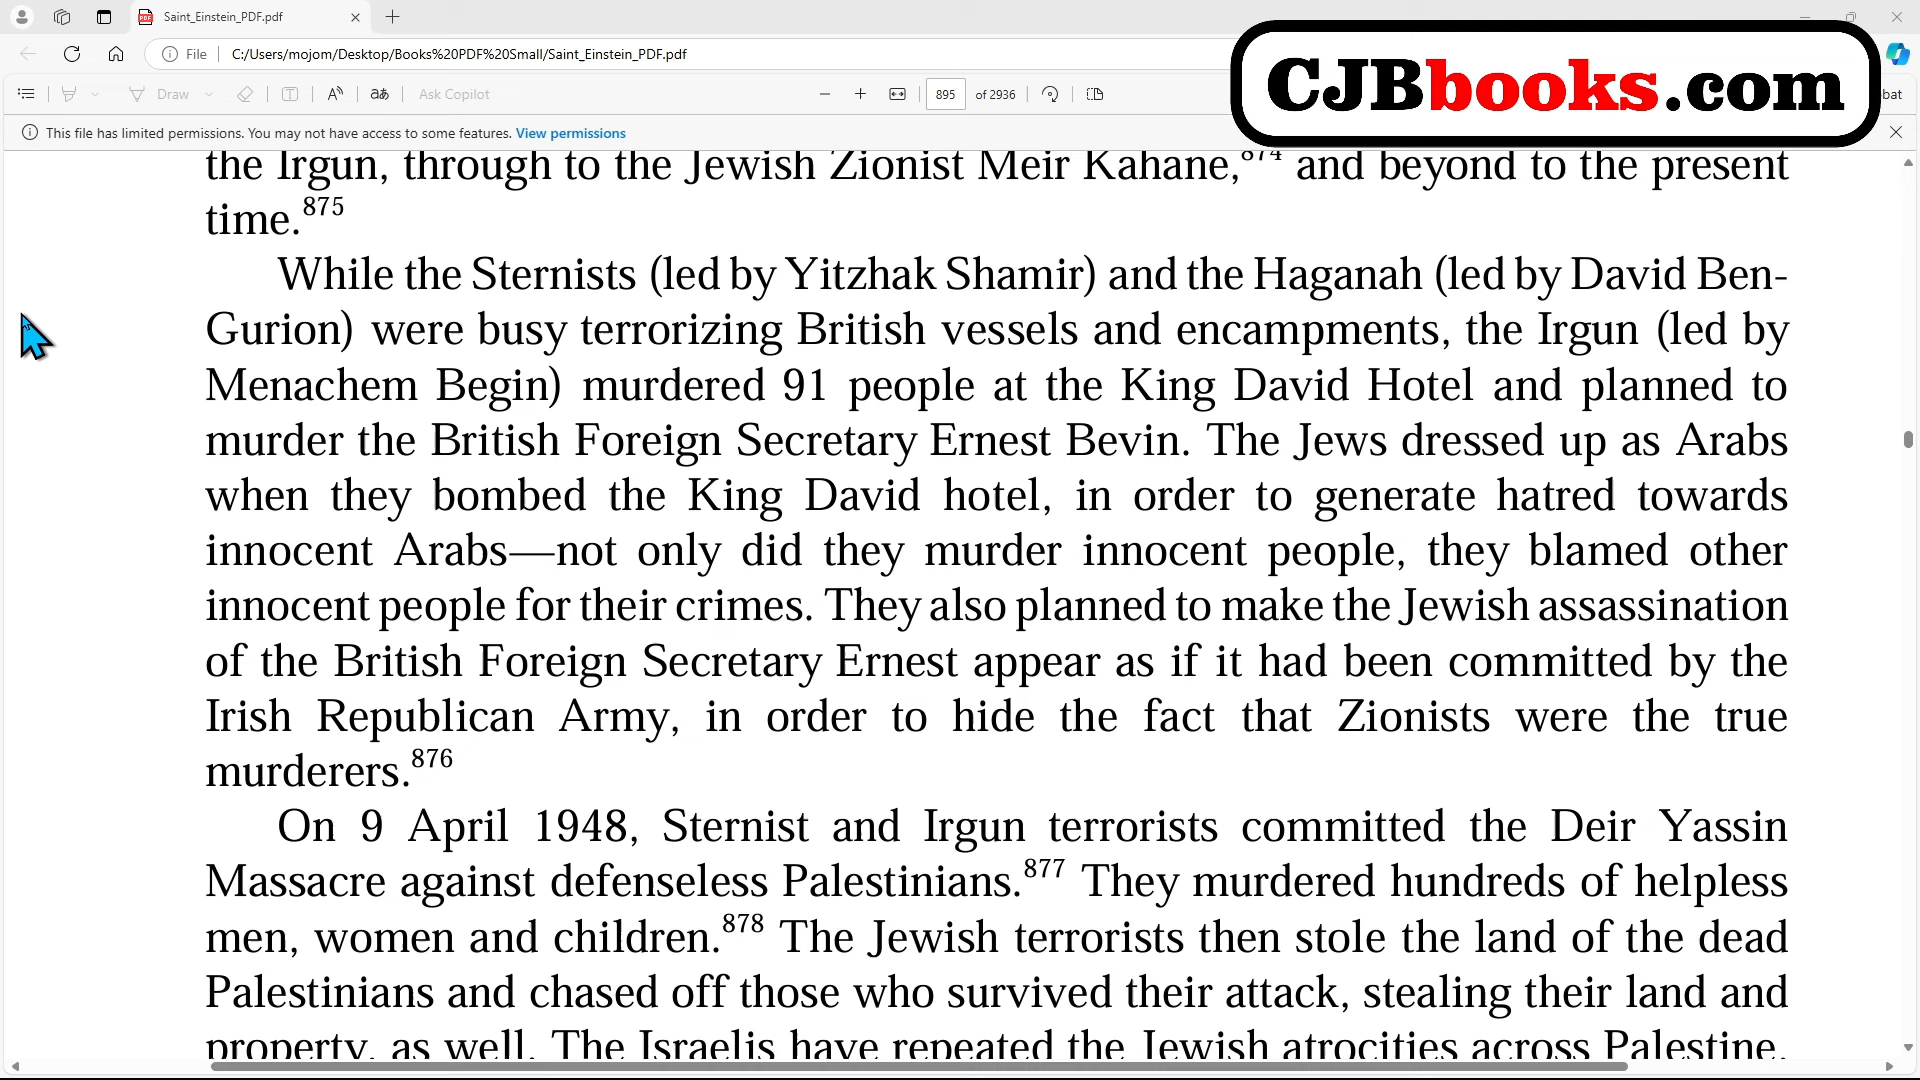 Saint_Einstein_PDF.pdf
File
C:/Users/mojom/Desktop/Books%20PDF%20Small/Saint_Einstein_PDF.pdf
CJBbooks.com
Draw
Ask Copilot
895 of 2936
bat
This file has limited permissions. You may not have access to some features. View permissions
the Irgun, through to the Jewish Zionist Meir Kahane,874 and beyond to the present
time.875
While the Sternists (led by Yitzhak Shamir) and the Haganah (led by David Ben-
Gurion) were busy terrorizing British vessels and encampments, the Irgun (led by
Menachem Begin) murdered 91 people at the King David Hotel and planned to
murder the British Foreign Secretary Ernest Bevin. The Jews dressed up as Arabs
when they bombed the King David hotel, in order to generate hatred towards
innocent Arabs—not only did they murder innocent people, they blamed other
innocent people for their crimes. They also planned to make the Jewish assassination
of the British Foreign Secretary Ernest appear as if it had been committed by the
Irish Republican Army, in order to hide the fact that Zionists were the true
murderers.876
On 9 April 1948, Sternist and Irgun terrorists committed the Deir Yassin
Massacre against defenseless Palestinians.877 They murdered hundreds of helpless
men, women and children.878 The Jewish terrorists then stole the land of the dead
Palestinians and chased off those who survived their attack, stealing their land and
property, as well. The Israelis have repeated the Jewish atrocities across Palestine,